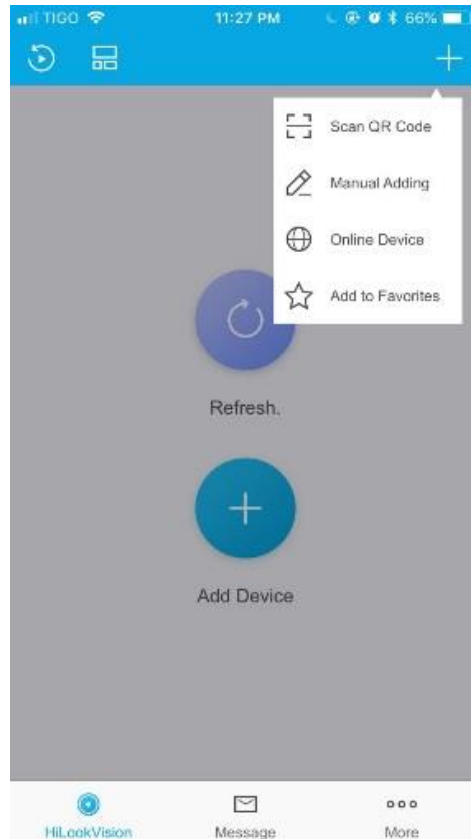 TIGO 11:27 PM 66%
Scan QR Code
Manual Adding
Online Device
Add to Favorites
Refresh.
Add Device
HiLookVision Message More